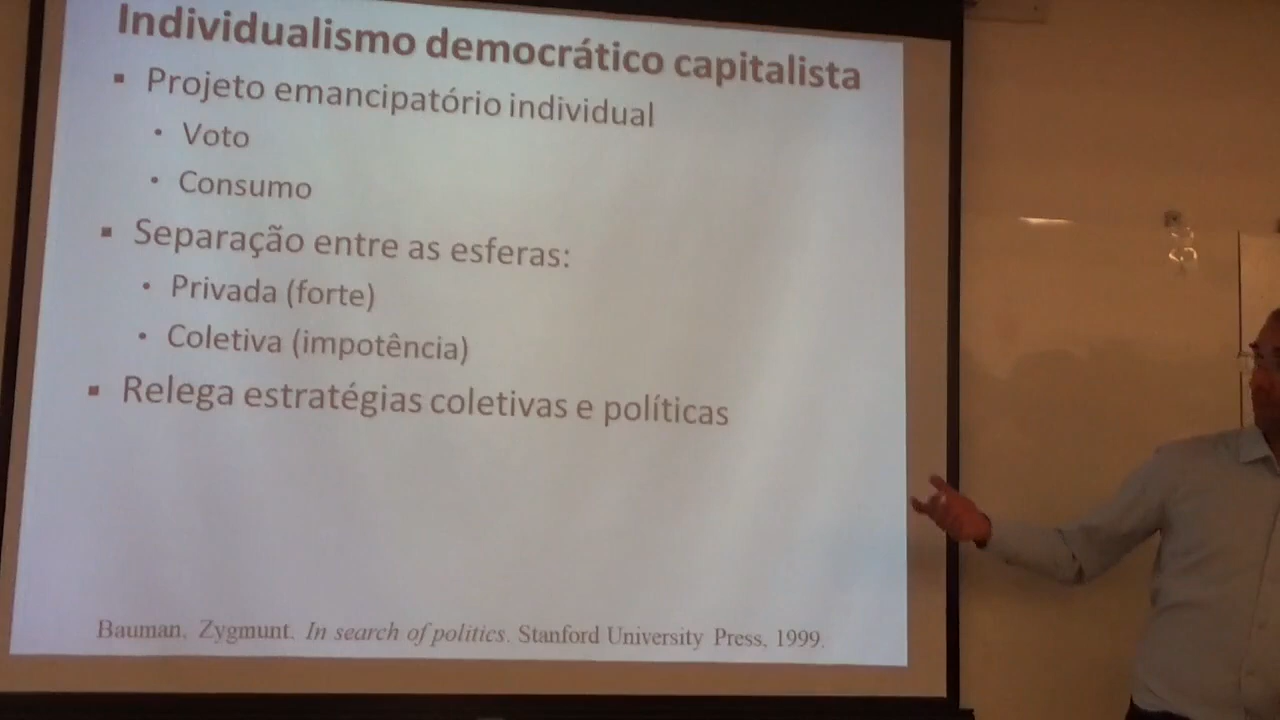 Individualismo democrático capitalista
▪ Projeto emancipatório individual
• Voto
• Consumo
▪ Separação entre as esferas:
• Privada (forte)
• Coletiva (impotência)
▪ Relega estratégias coletivas e políticas
Bauman, Zygmunt. In search of politics. Stanford University Press, 1999.